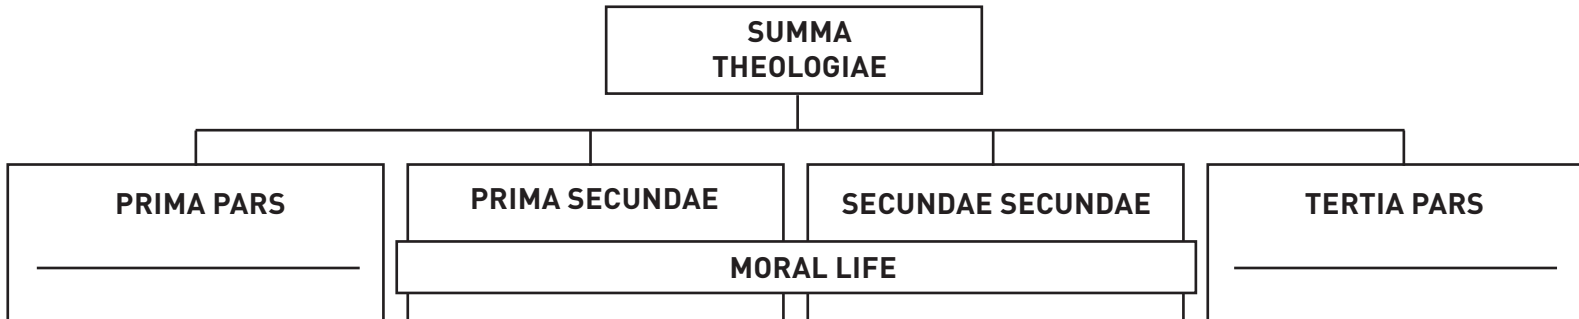 SUMMA
THEOLOGIAE
PRIMA PARS
PRIMA SECUNDAE
SECUNDAE SECUNDAE
TERTIA PARS
MORAL LIFE